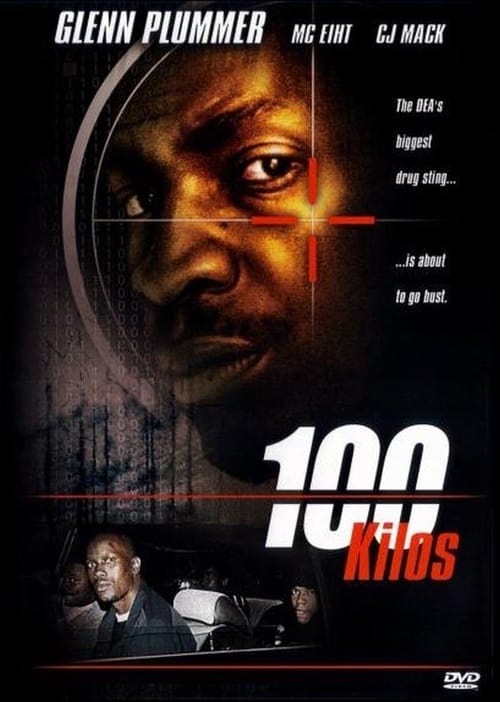 GLENN PLUMMER MC EIHT CJ MACK
The DEA's
biggest
drug sting...
...is about
to go bust.
100
Kilos
DVD
VIDEO